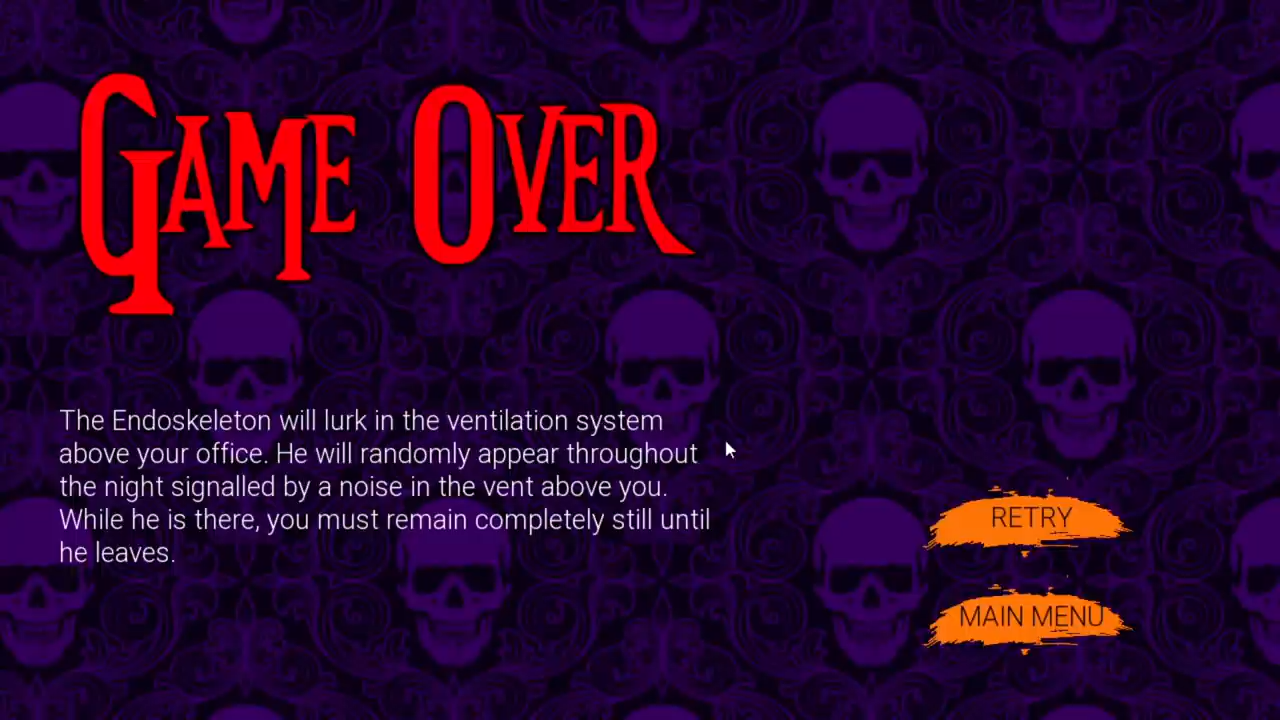 GAME OVER
The Endoskeleton will lurk in the ventilation system
above your office. He will randomly appear throughout
the night signalled by a noise in the vent above you.
While he is there, you must remain completely still until
he leaves.
RETRY
MAIN MENU